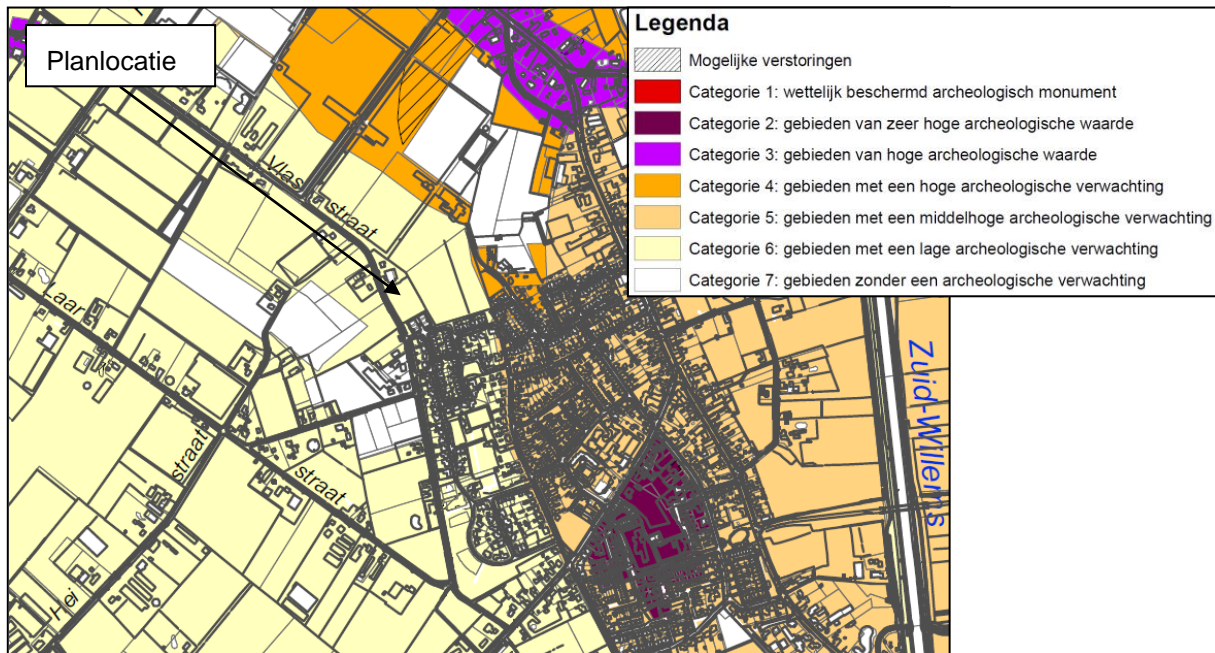 Planlocatie
Vlas straat
Laar
straat
straat
Hei
Zuid-Willems
Legenda
Mogelijke verstoringen
Categorie 1: wettelijk beschermd archeologisch monument
Categorie 2: gebieden van zeer hoge archeologische waarde
Categorie 3: gebieden van hoge archeologische waarde
Categorie 4: gebieden met een hoge archeologische verwachting
Categorie 5: gebieden met een middelhoge archeologische verwachting
Categorie 6: gebieden met een lage archeologische verwachting
Categorie 7: gebieden zonder een archeologische verwachting